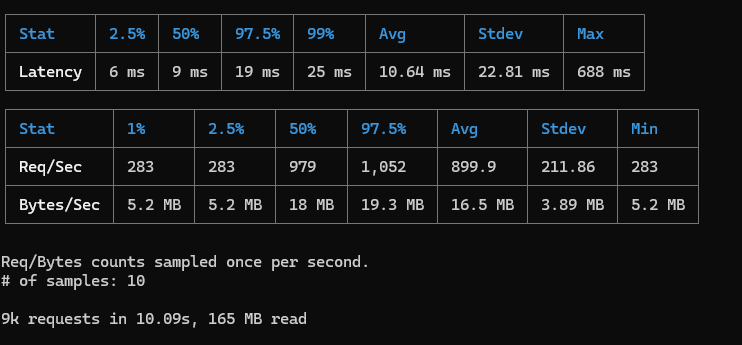 Stat 2.5% 50% 97.5% 99% Avg Stdev Max
Latency 6 ms 9 ms 19 ms 25 ms 10.64 ms 22.81 ms 688 ms
Stat 1% 2.5% 50% 97.5% Avg Stdev Min
Req/Sec 283 283 979 1,052 899.9 211.86 283
Bytes/Sec 5.2 MB 5.2 MB 18 MB 19.3 MB 16.5 MB 3.89 MB 5.2 MB
Req/Bytes counts sampled once per second.
# of samples: 10
9k requests in 10.09s, 165 MB read